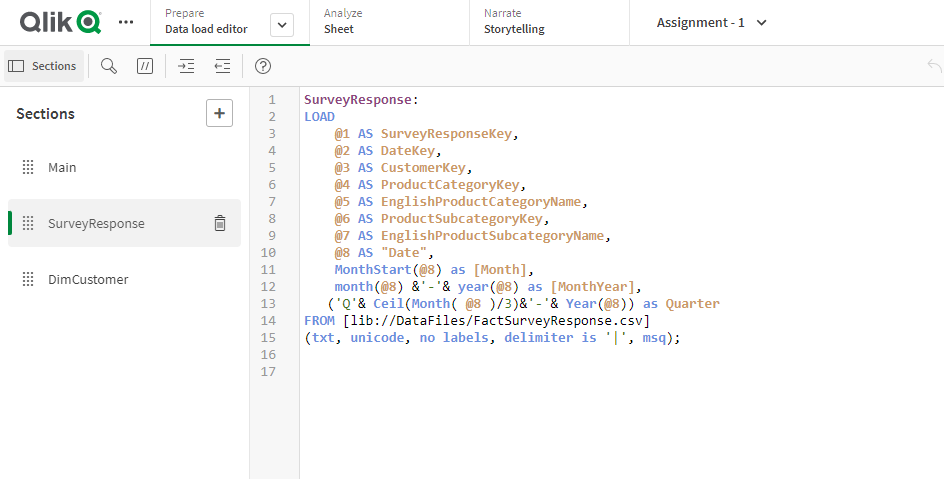 Qlik Q
Prepare
Data load editor
Analyze
Sheet
Narrate
Storytelling
Assignment - 1
Sections
//
?
Sections
+
Main
SurveyResponse
DimCustomer
1 SurveyResponse:
2 LOAD
3 @1 AS SurveyResponseKey,
4 @2 AS DateKey,
5 @3 AS CustomerKey,
6 @4 AS ProductCategoryKey,
7 @5 AS EnglishProductCategoryName,
8 @6 AS ProductSubcategoryKey,
9 @7 AS EnglishProductSubcategoryName,
10 @8 AS "Date",
11 MonthStart(@8) as [Month],
12 month(@8) &'-'& year(@8) as [MonthYear],
13 ('Q'& Ceil(Month( @8 )/3)&'-'& Year(@8)) as Quarter
14 FROM [lib://DataFiles/FactSurveyResponse.csv]
15 (txt, unicode, no labels, delimiter is '|', msq);
16
17